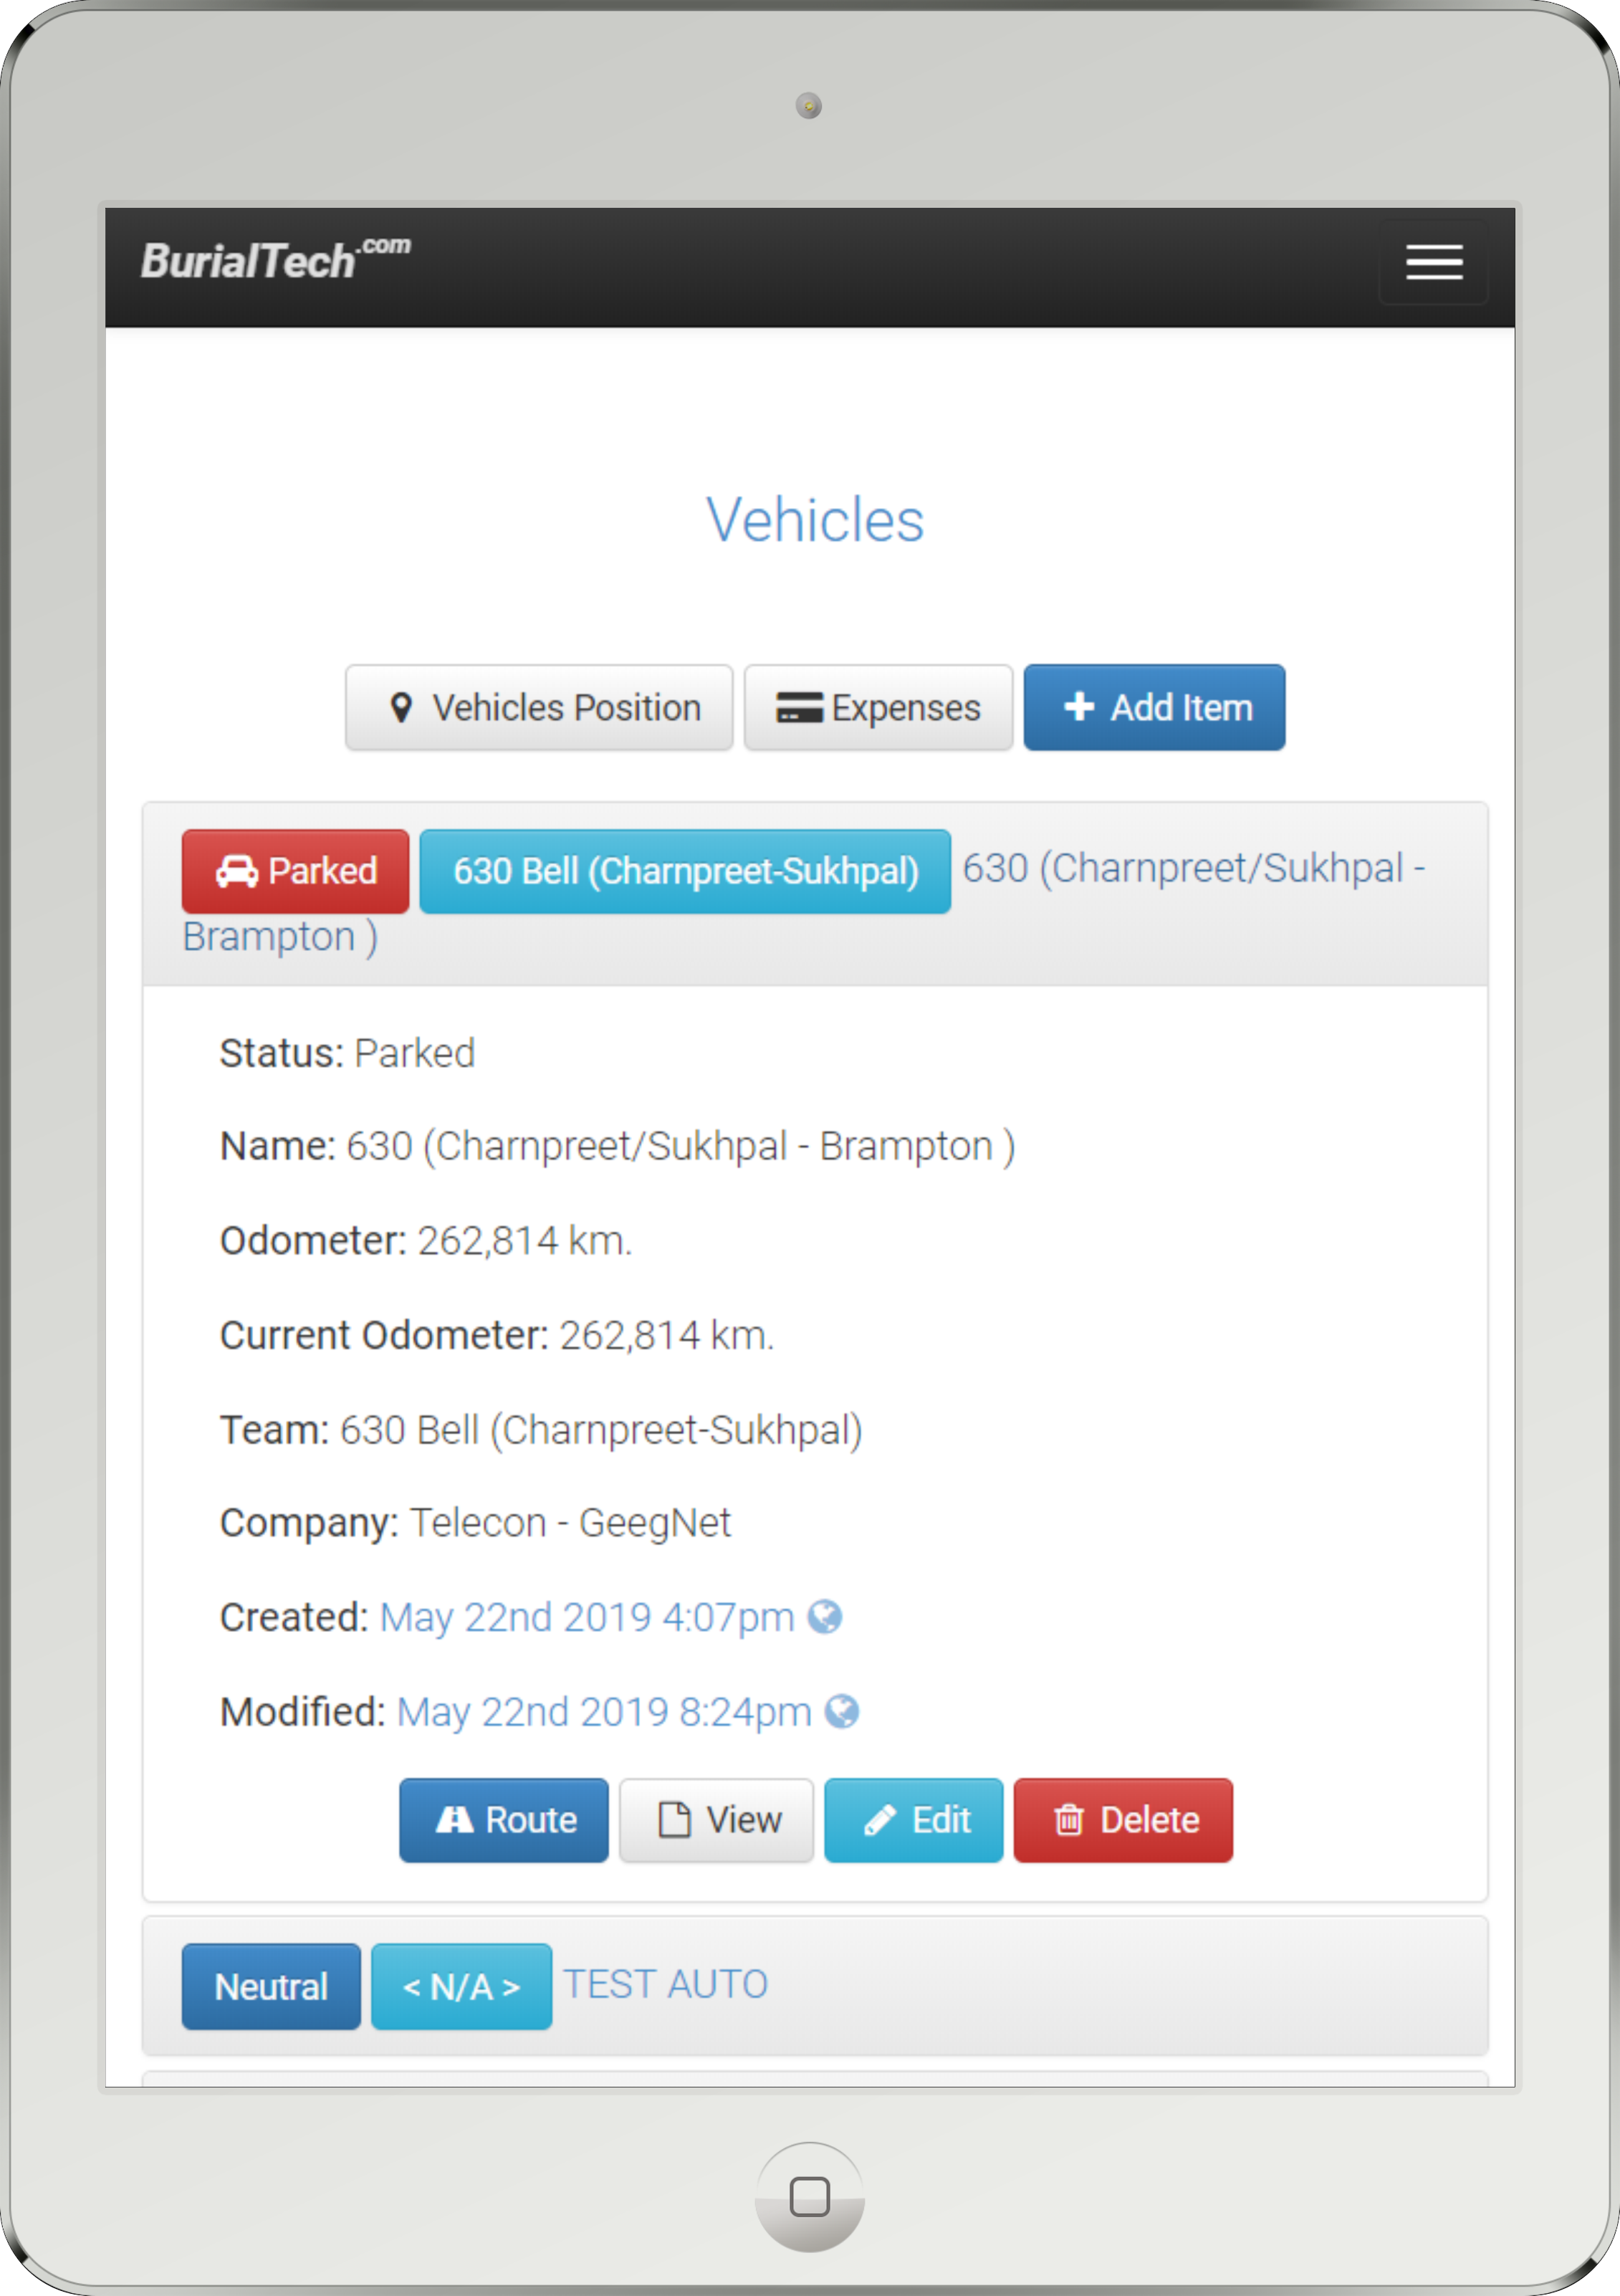 BurialTech.com
Vehicles
Vehicles Position Expenses Add Item
Parked 630 Bell (Charnpreet-Sukhpal) 630 (Charnpreet/Sukhpal -
Brampton )
Status: Parked
Name: 630 (Charnpreet/Sukhpal - Brampton )
Odometer: 262,814 km.
Current Odometer: 262,814 km.
Team: 630 Bell (Charnpreet-Sukhpal)
Company: Telecon - GeegNet
Created: May 22nd 2019 4:07pm
Modified: May 22nd 2019 8:24pm
Route View Edit Delete
Neutral < N/A > TEST AUTO